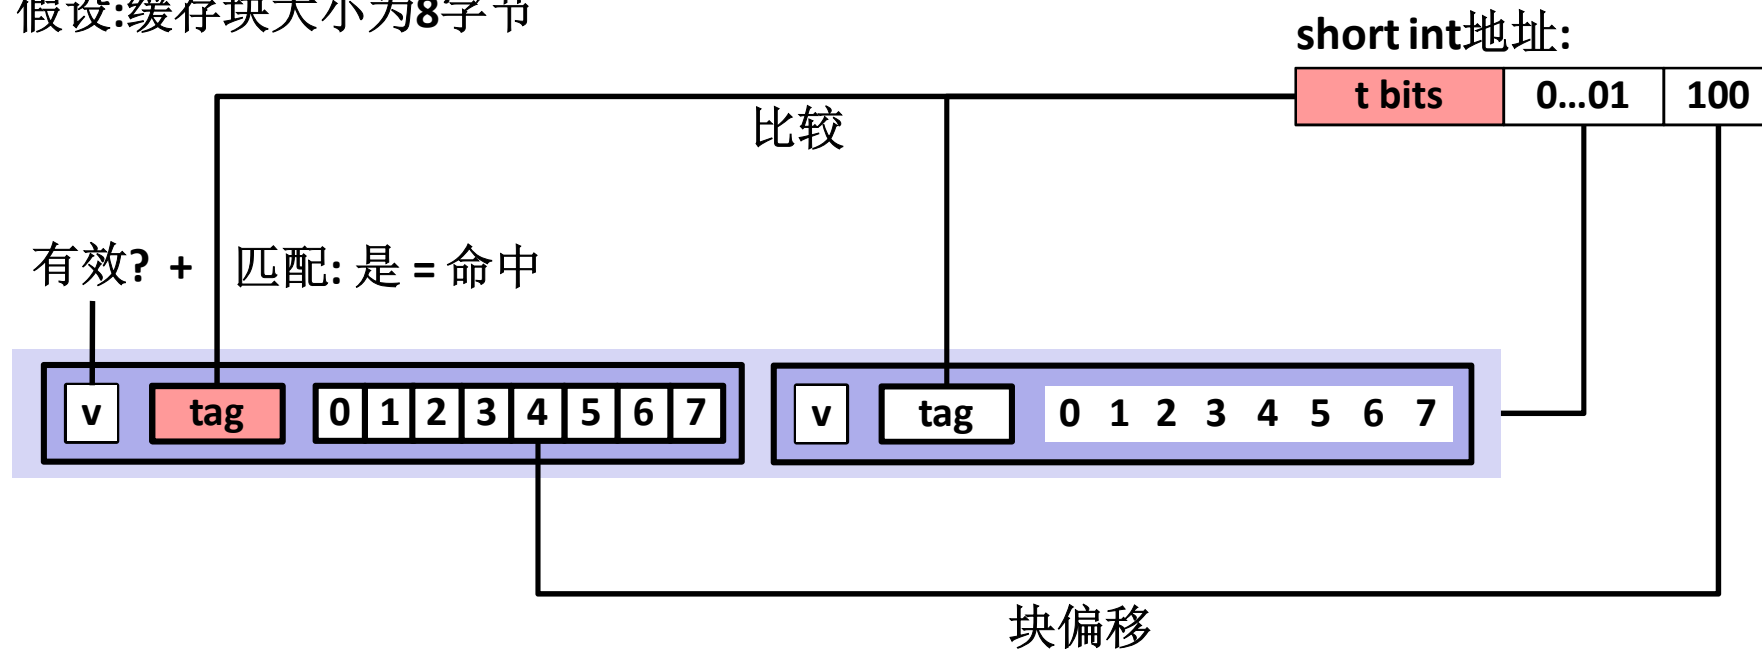 假设:缓存块大小为8字节
short int地址:
t bits 0...01 100
比较
有效? + 匹配: 是 = 命中
v tag 0 1 2 3 4 5 6 7 v tag 0 1 2 3 4 5 6 7
块偏移